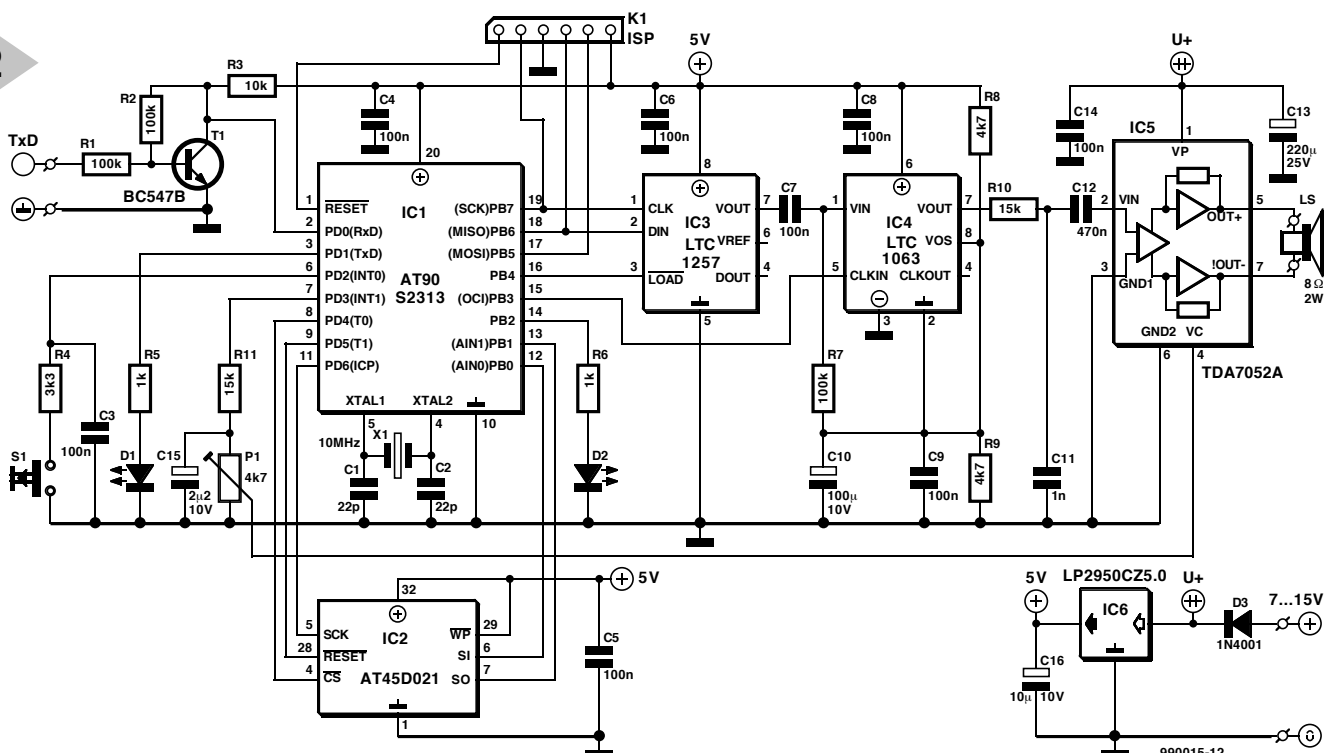 2
K1
ISP
5V
U+
R3
10k
R2
100k
TxD
R1
100k
T1
BC547B
C4
100n
C6
100n
C8
100n
R8
4k7
C14
100n
C13
220µ
25V
20
IC1
AT90
S2313
1
RESET
2
PD0(RxD)
3
PD1(TxD)
6
PD2(INT0)
7
PD3(INT1)
8
PD4(T0)
9
PD5(T1)
11
PD6(ICP)
(SCK)PB7
19
(MISO)PB6
18
(MOSI)PB5
17
PB4
16
(OCI)PB3
15
PB2
14
(AIN1)PB1
13
(AIN0)PB0
12
XTAL1
XTAL2
5
4
10
8
IC3
LTC
1257
1
CLK
2
DIN
3
LOAD
VOUT
7
VREF
6
DOUT
4
5
C7
100n
6
IC4
LTC
1063
1
VIN
5
CLKIN
VOUT
7
VOS
8
CLKOUT
4
3
2
R10
15k
C12
470n
IC5
1
VP
2
VIN
3
GND1
OUT+
5
!OUT-
7
GND2
VC
6
4
TDA7052A
LS
8Ω
2W
R4
3k3
R5
1k
R11
15k
R6
1k
R7
100k
R9
4k7
C3
100n
S1
D1
C15
2µ2
10V
P1
4k7
10MHz
X1
C1
22p
C2
22p
D2
C10
100µ
10V
C9
100n
C11
1n
32
5V
IC2
AT45D021
5
SCK
28
RESET
4
CS
WP
29
SI
6
SO
7
1
C5
100n
5V
LP2950CZ5.0
U+
IC6
D3
1N4001
7...15V
C16
10µ
10V
0
990015-12